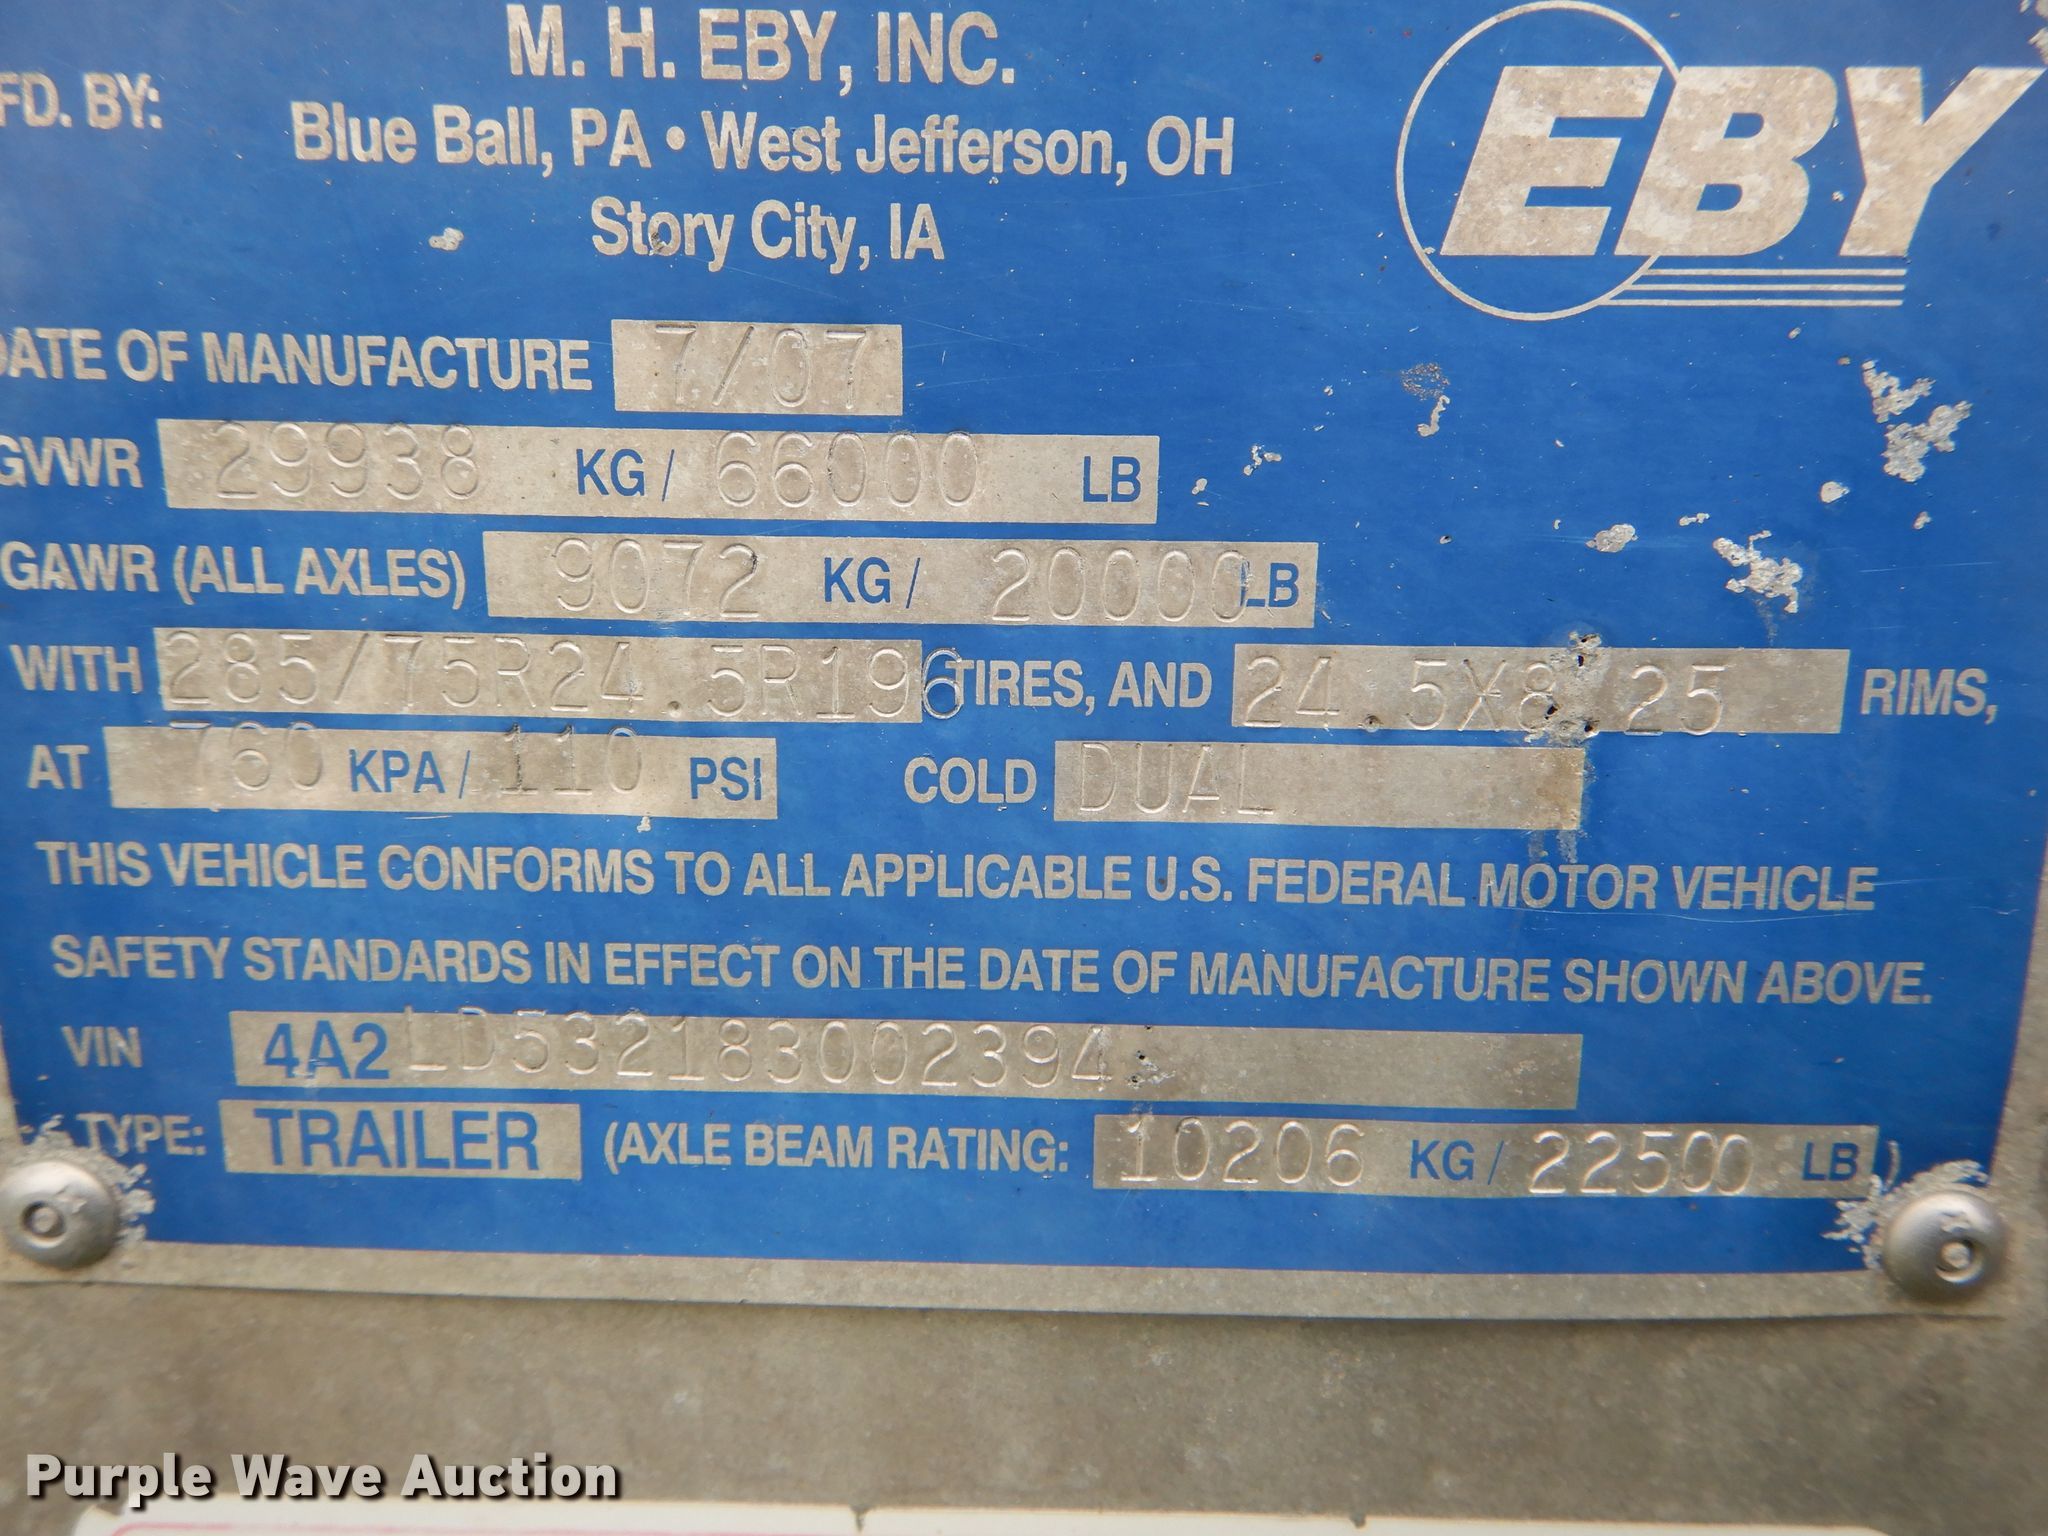 M. H. EBY, INC.
FD. BY:
Blue Ball, PA • West Jefferson, OH
Story City, IA
EBY
DATE OF MANUFACTURE 7/07
GVWR 29938 KG/ 66000 LB
GAWR (ALL AXLES) 9072 KG/ 20000 LB
WITH 285/75R24.5R196 TIRES, AND 24.5X8.25 RIMS,
AT 760 KPA/ 110 PSI COLD DUAL
THIS VEHICLE CONFORMS TO ALL APPLICABLE U.S. FEDERAL MOTOR VEHICLE
SAFETY STANDARDS IN EFFECT ON THE DATE OF MANUFACTURE SHOWN ABOVE.
VIN 4A2LD532183002394
TYPE: TRAILER (AXLE BEAM RATING: 10206 KG/ 22500 LB)
Purple Wave Auction